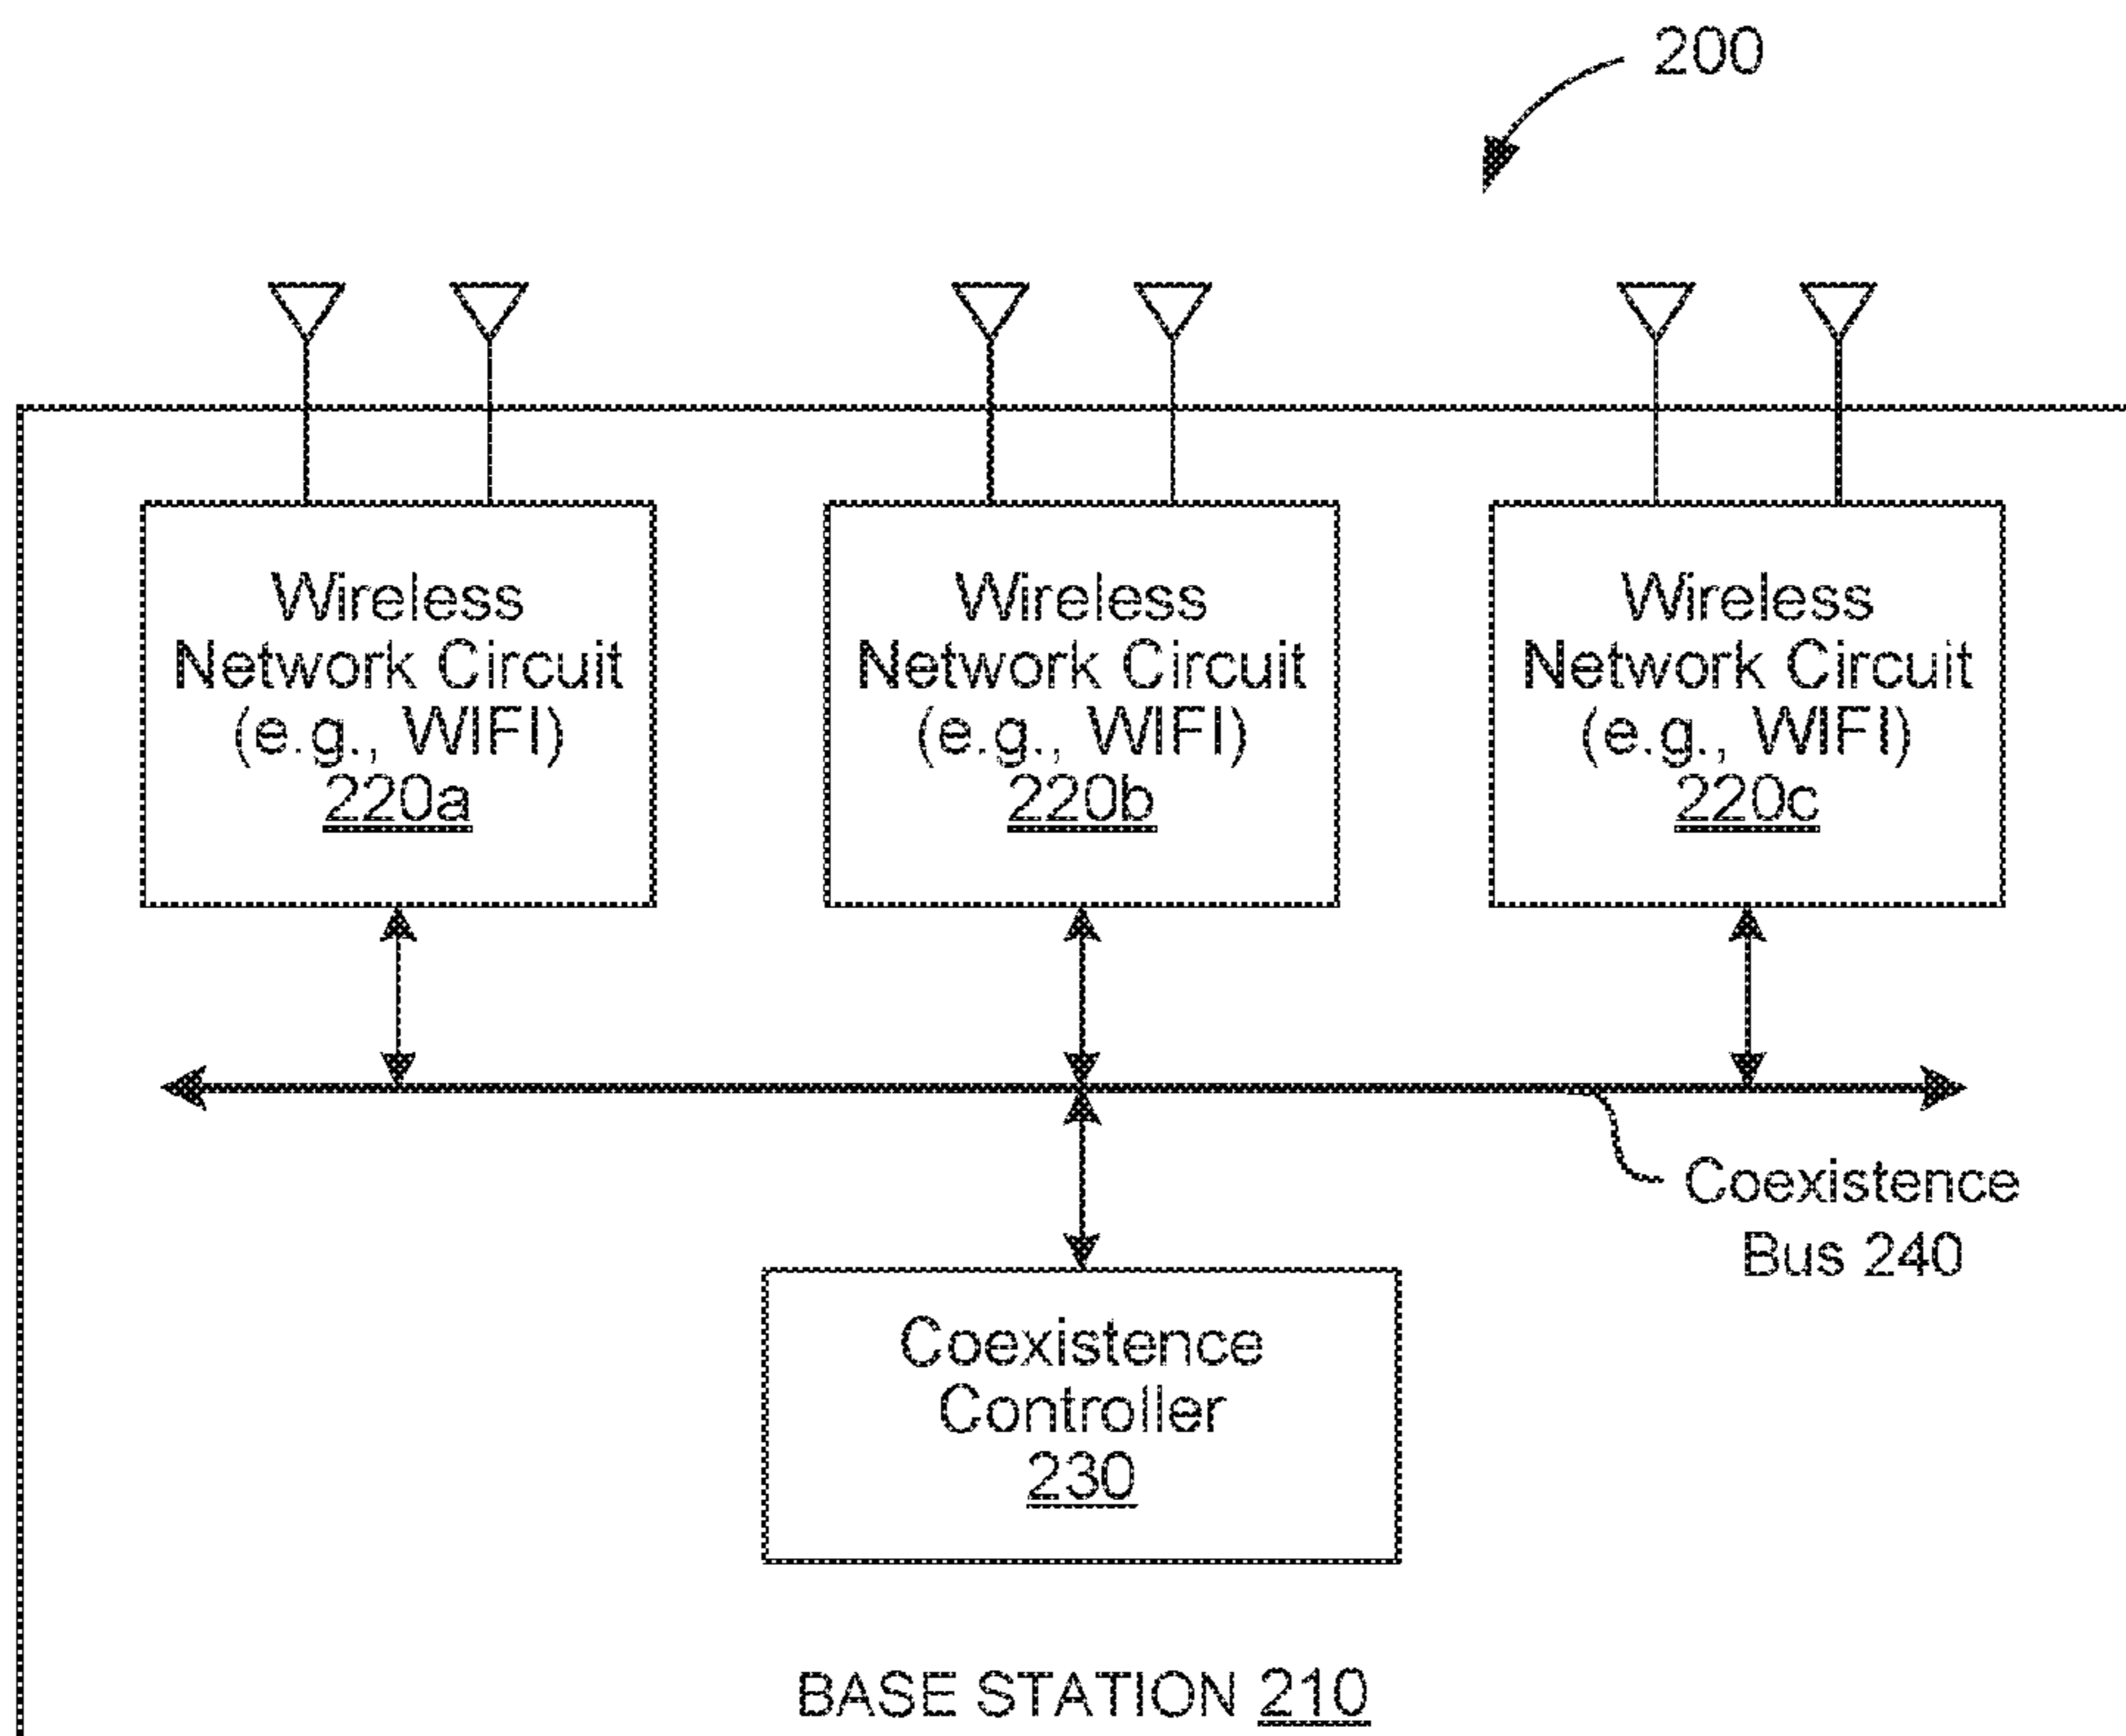 200
Wireless
Network Circuit
(e.g., WIFI)
220a
Wireless
Network Circuit
(e.g., WIFI)
220b
Wireless
Network Circuit
(e.g., WIFI)
220c
Coexistence
Bus 240
Coexistence
Controller
230
BASE STATION 210